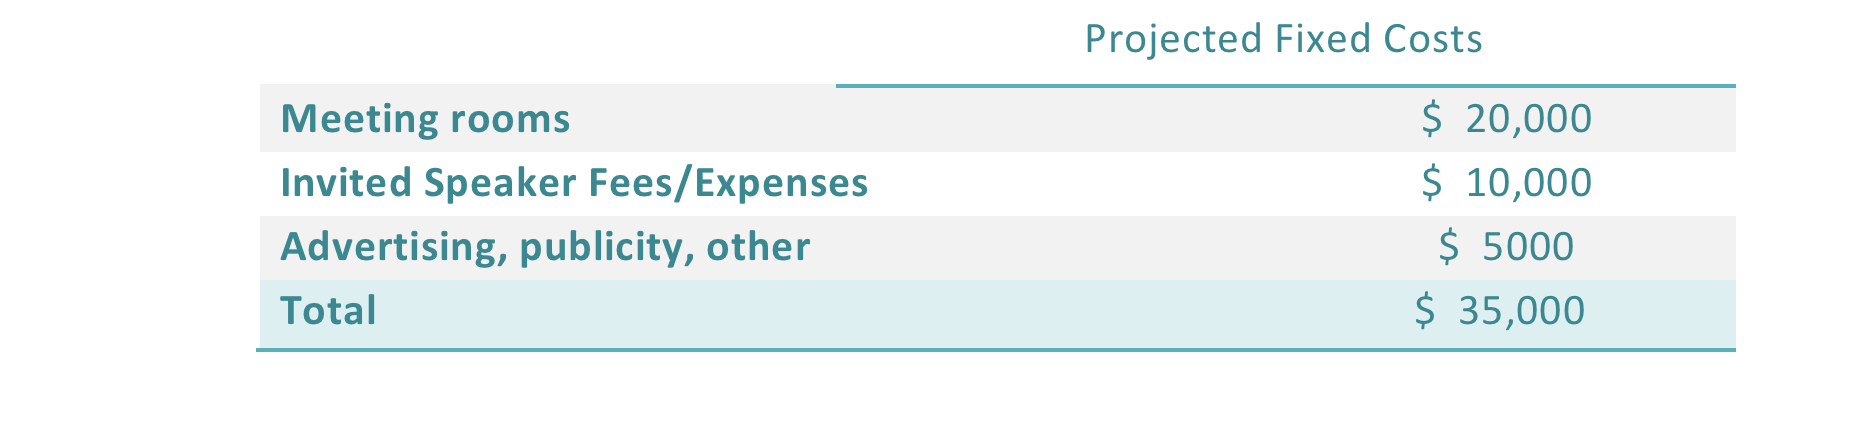 Projected Fixed Costs
Meeting rooms $ 20,000
Invited Speaker Fees/Expenses $ 10,000
Advertising, publicity, other $ 5000
Total $ 35,000